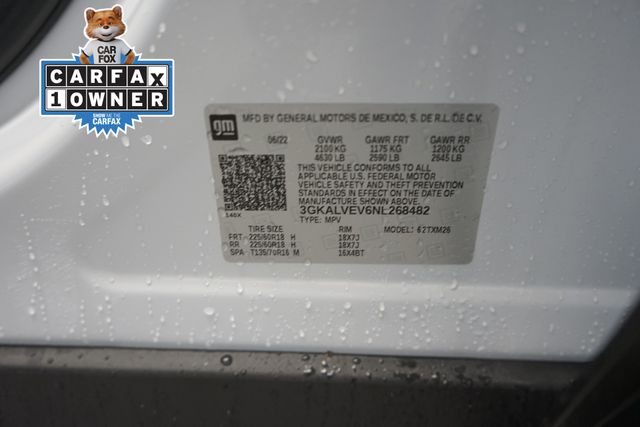 CAR
FOX
CARFAX
1 OWNER
SHOW ME THE
CARFAX
gm
MFD BY GENERAL MOTORS DE MEXICO, S. DE R.L. DE C.V.
06/22 GVWR GAWR FRT GAWR RR
2100 KG 1175 KG 1200 KG
4630 LB 2590 LB 2645 LB
THIS VEHICLE CONFORMS TO ALL
APPLICABLE U.S. FEDERAL MOTOR
VEHICLE SAFETY AND THEFT PREVENTION
STANDARDS IN EFFECT ON THE DATE OF
MANUFACTURE SHOWN ABOVE.
3GKALVEV6NL268482
TYPE: MPV
140X
TIRE SIZE RIM MODEL: 62TXM26
FRT 225/60R18 H 18X7J
RR 225/60R18 H 18X7J
SPA T135/70R16 M 16X4BT